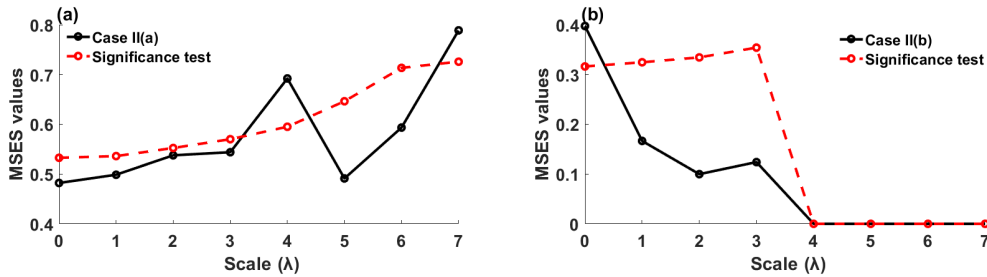 (a)
Case II(a)
Significance test
MSES values
0.8
0.7
0.6
0.5
0.4
0 1 2 3 4 5 6 7
Scale (λ)
(b)
Case II(b)
Significance test
MSES values
0.4
0.3
0.2
0.1
0
0 1 2 3 4 5 6 7
Scale (λ)